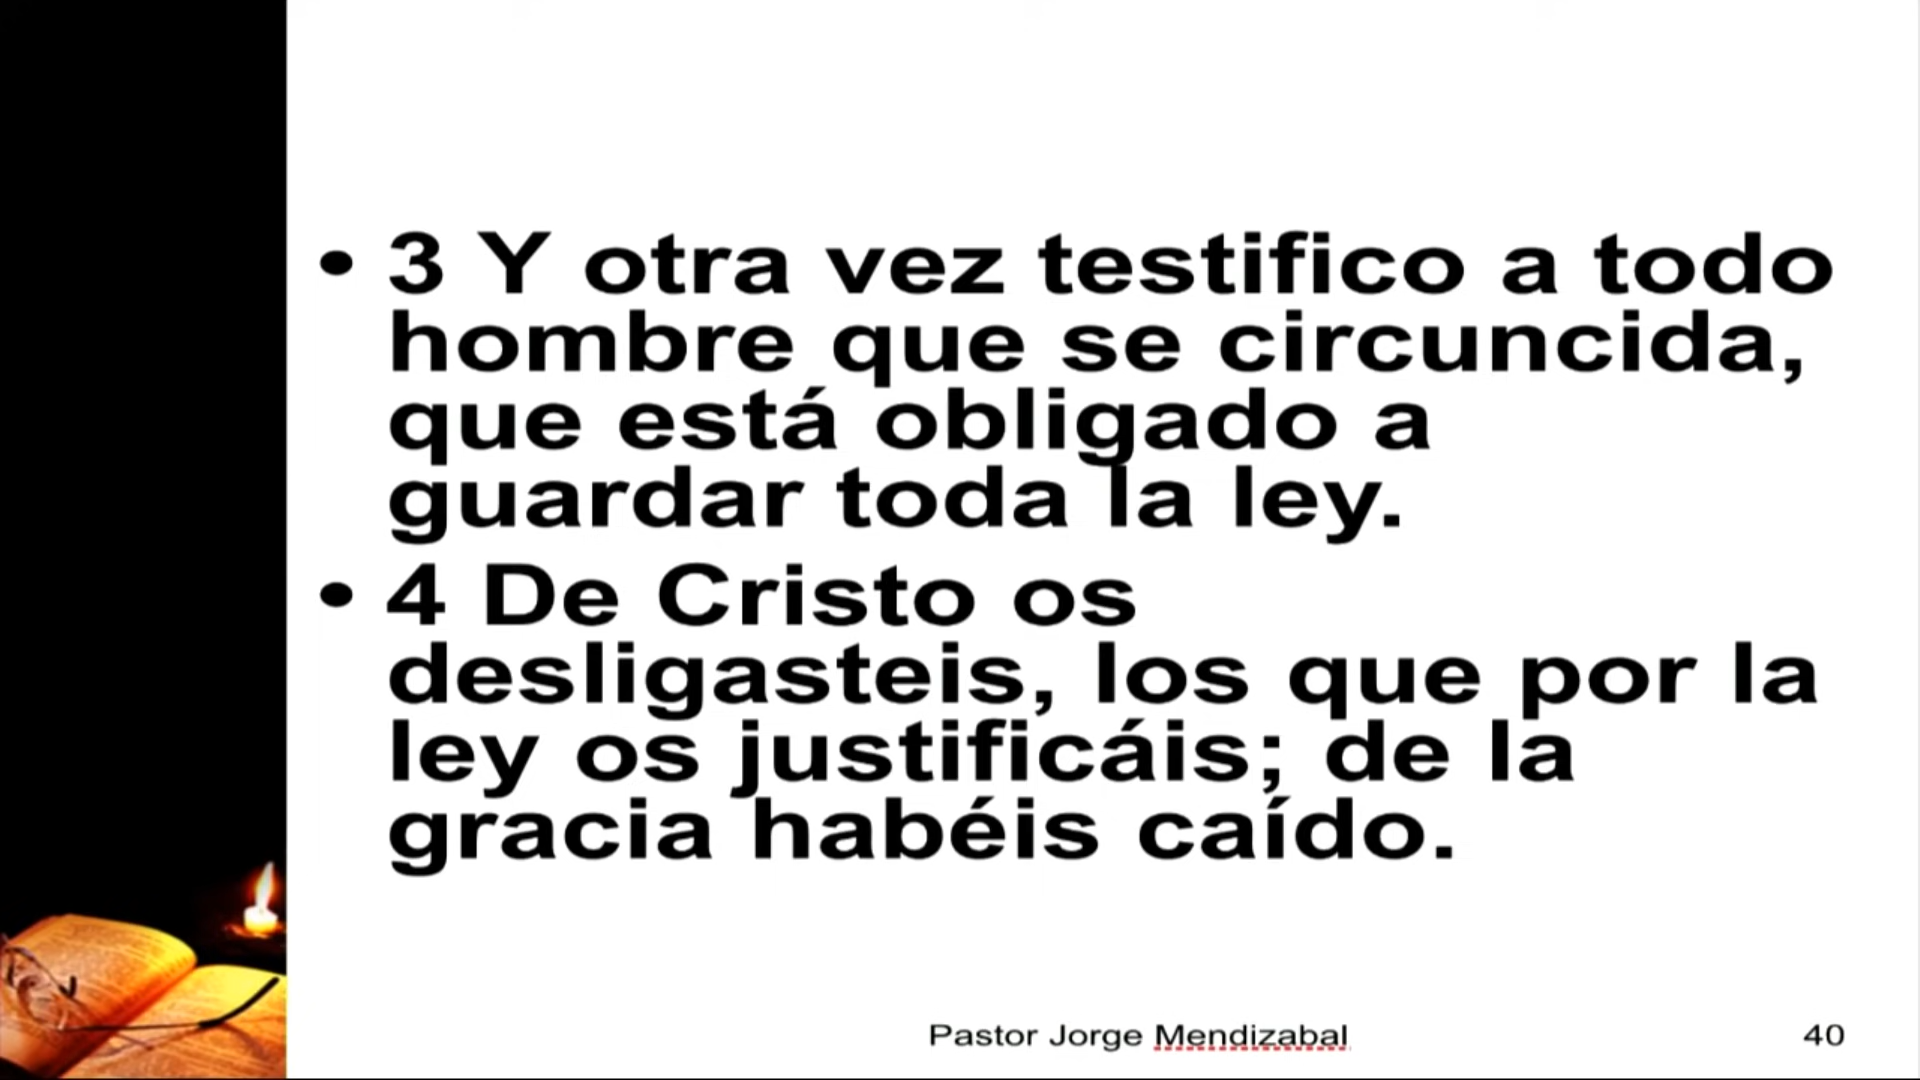 • 3 Y otra vez testifico a todo
hombre que se circuncida,
que está obligado a
guardar toda la ley.
• 4 De Cristo os
desligasteis, los que por la
ley os justificáis; de la
gracia habéis caído.
Pastor Jorge Mendizabal
40